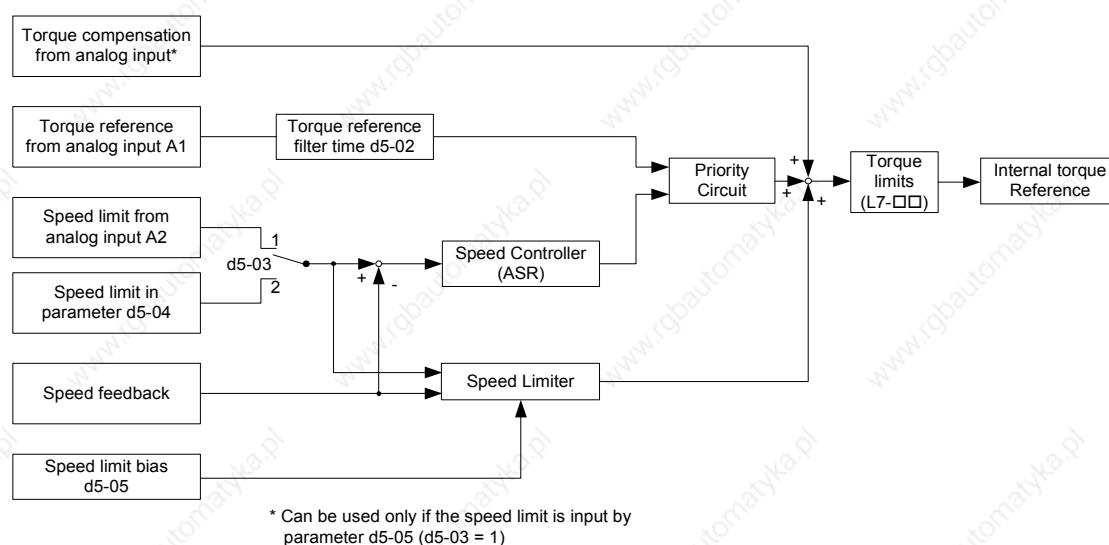 Torque compensation
from analog input*
Torque reference
from analog input A1
Torque reference
filter time d5-02
Speed limit from
analog input A2
1
d5-03
2
Speed limit in
parameter d5-04
Speed feedback
Speed limit bias
d5-05
+
-
Speed Controller
(ASR)
Speed Limiter
Priority
Circuit
+
+
+
Torque
limits
(L7-□□)
Internal torque
Reference
* Can be used only if the speed limit is input by
parameter d5-05 (d5-03 = 1)
www.rgbautomatyka.pl